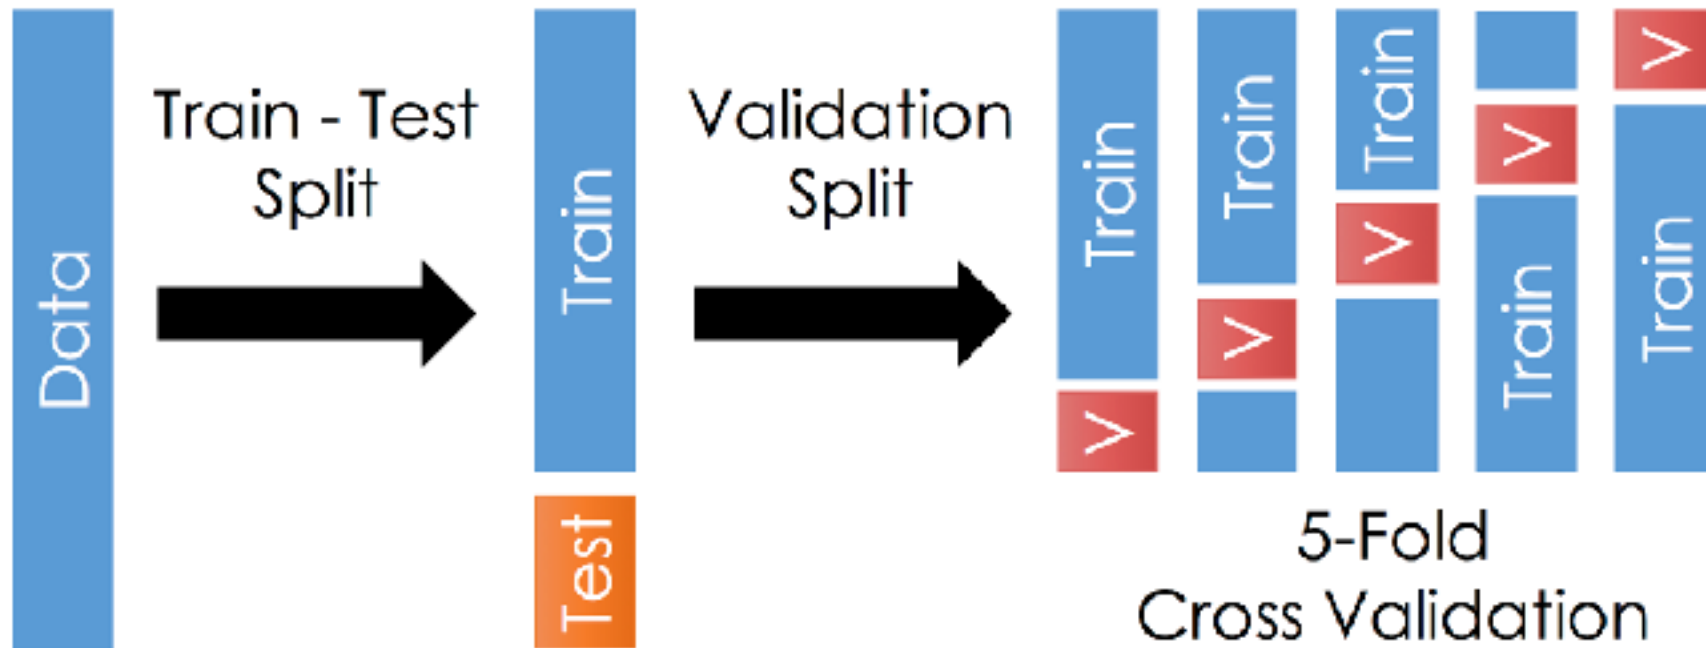 Data
Train - Test
Split
Train
Test
Validation
Split
Train
V
Train
V
Train
V
V
Train
V
Train
5-Fold
Cross Validation